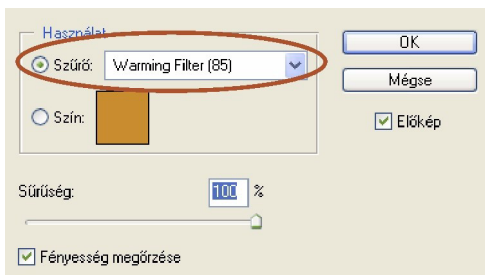 Használat
Szűrő: Warming Filter (85)
Szín:
Sűrűség: 100 %
Fényesség megőrzése
OK
Mégse
Előkép